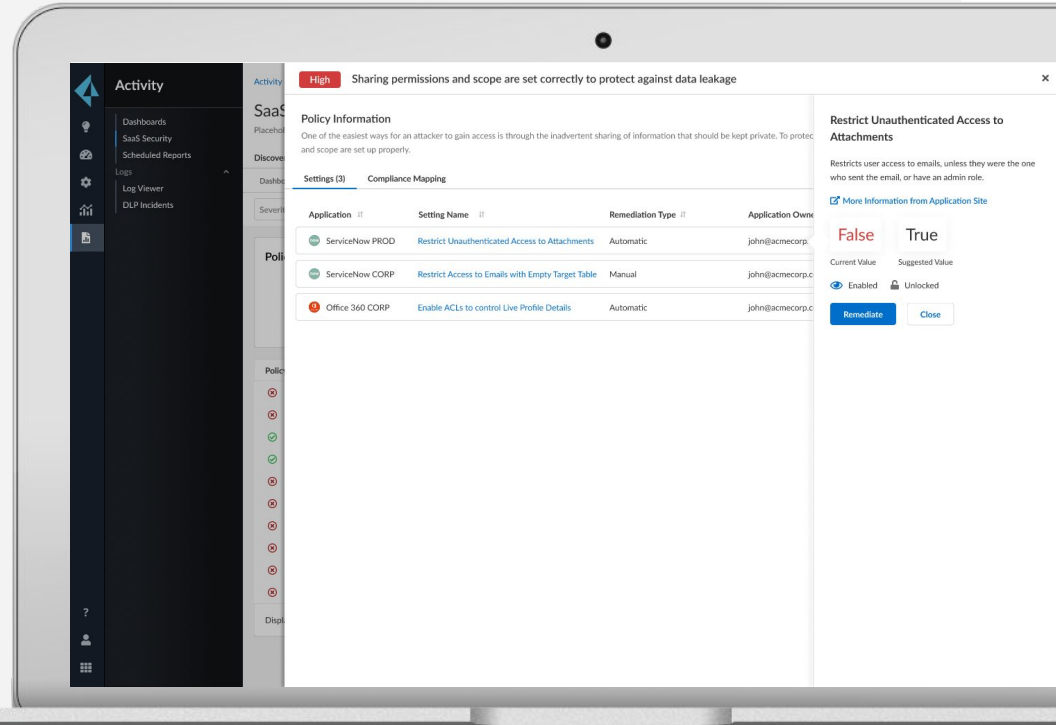 Activity
Dashboards
SaaS Security
Scheduled Reports
Logs
Log Viewer
DLP Incidents
?
Activity
SaaS
Discove
Dashbo
Severit
Poli
Policy
Displ
High Sharing permissions and scope are set correctly to protect against data leakage ×
Policy Information
One of the easiest ways for an attacker to gain access is through the inadvertent sharing of information that should be kept private. To protec
and scope are set up properly.
Settings (3) Compliance Mapping
Application Setting Name Remediation Type Application Owne
ServiceNow PROD Restrict Unauthenticated Access to Attachments Automatic john@acmecorp.
ServiceNow CORP Restrict Access to Emails with Empty Target Table Manual john@acmecorp.c
Office 360 CORP Enable ACLs to control Live Profile Details Automatic john@acmecorp.c
Restrict Unauthenticated Access to
Attachments
Restricts user access to emails, unless they were the one
who sent the email, or have an admin role.
More Information from Application Site
False True
Current Value Suggested Value
Enabled Unlocked
Remediate Close